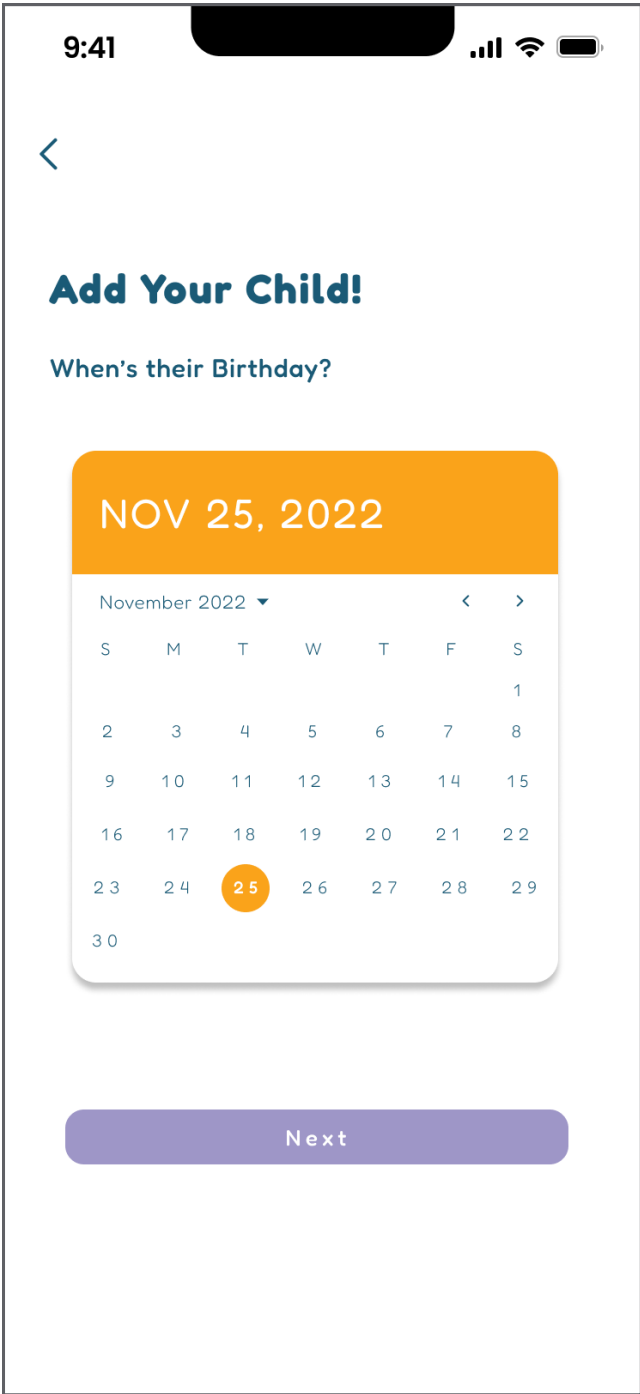 9:41
Add Your Child!
When's their Birthday?
NOV 25, 2022
November 2022
S M T W T F S
1
2 3 4 5 6 7 8
9 10 11 12 13 14 15
16 17 18 19 20 21 22
23 24 25 26 27 28 29
30
Next